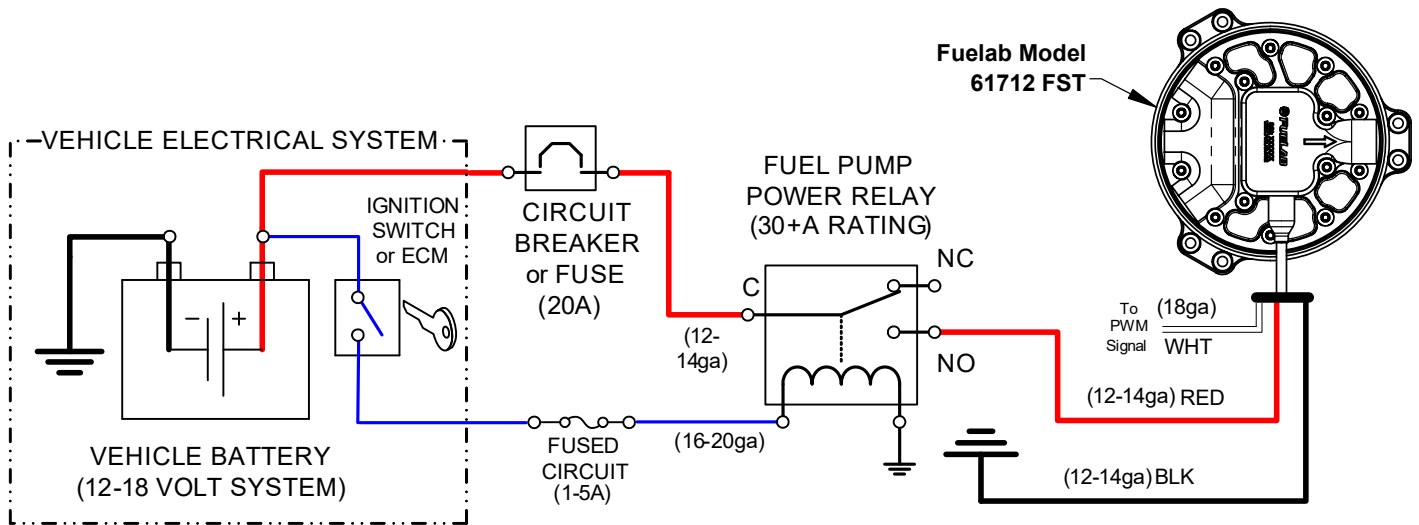 Fuelab Model
61712 FST
VEHICLE ELECTRICAL SYSTEM
IGNITION
SWITCH
or ECM
CIRCUIT
BREAKER
or FUSE
(20A)
FUEL PUMP
POWER RELAY
(30+A RATING)
NC
C
NO
(12-
14ga)
− +
VEHICLE BATTERY
(12-18 VOLT SYSTEM)
FUSED
CIRCUIT
(1-5A)
(16-20ga)
FUELAB
To
PWM
Signal
(18ga)
WHT
(12-14ga) RED
(12-14ga) BLK